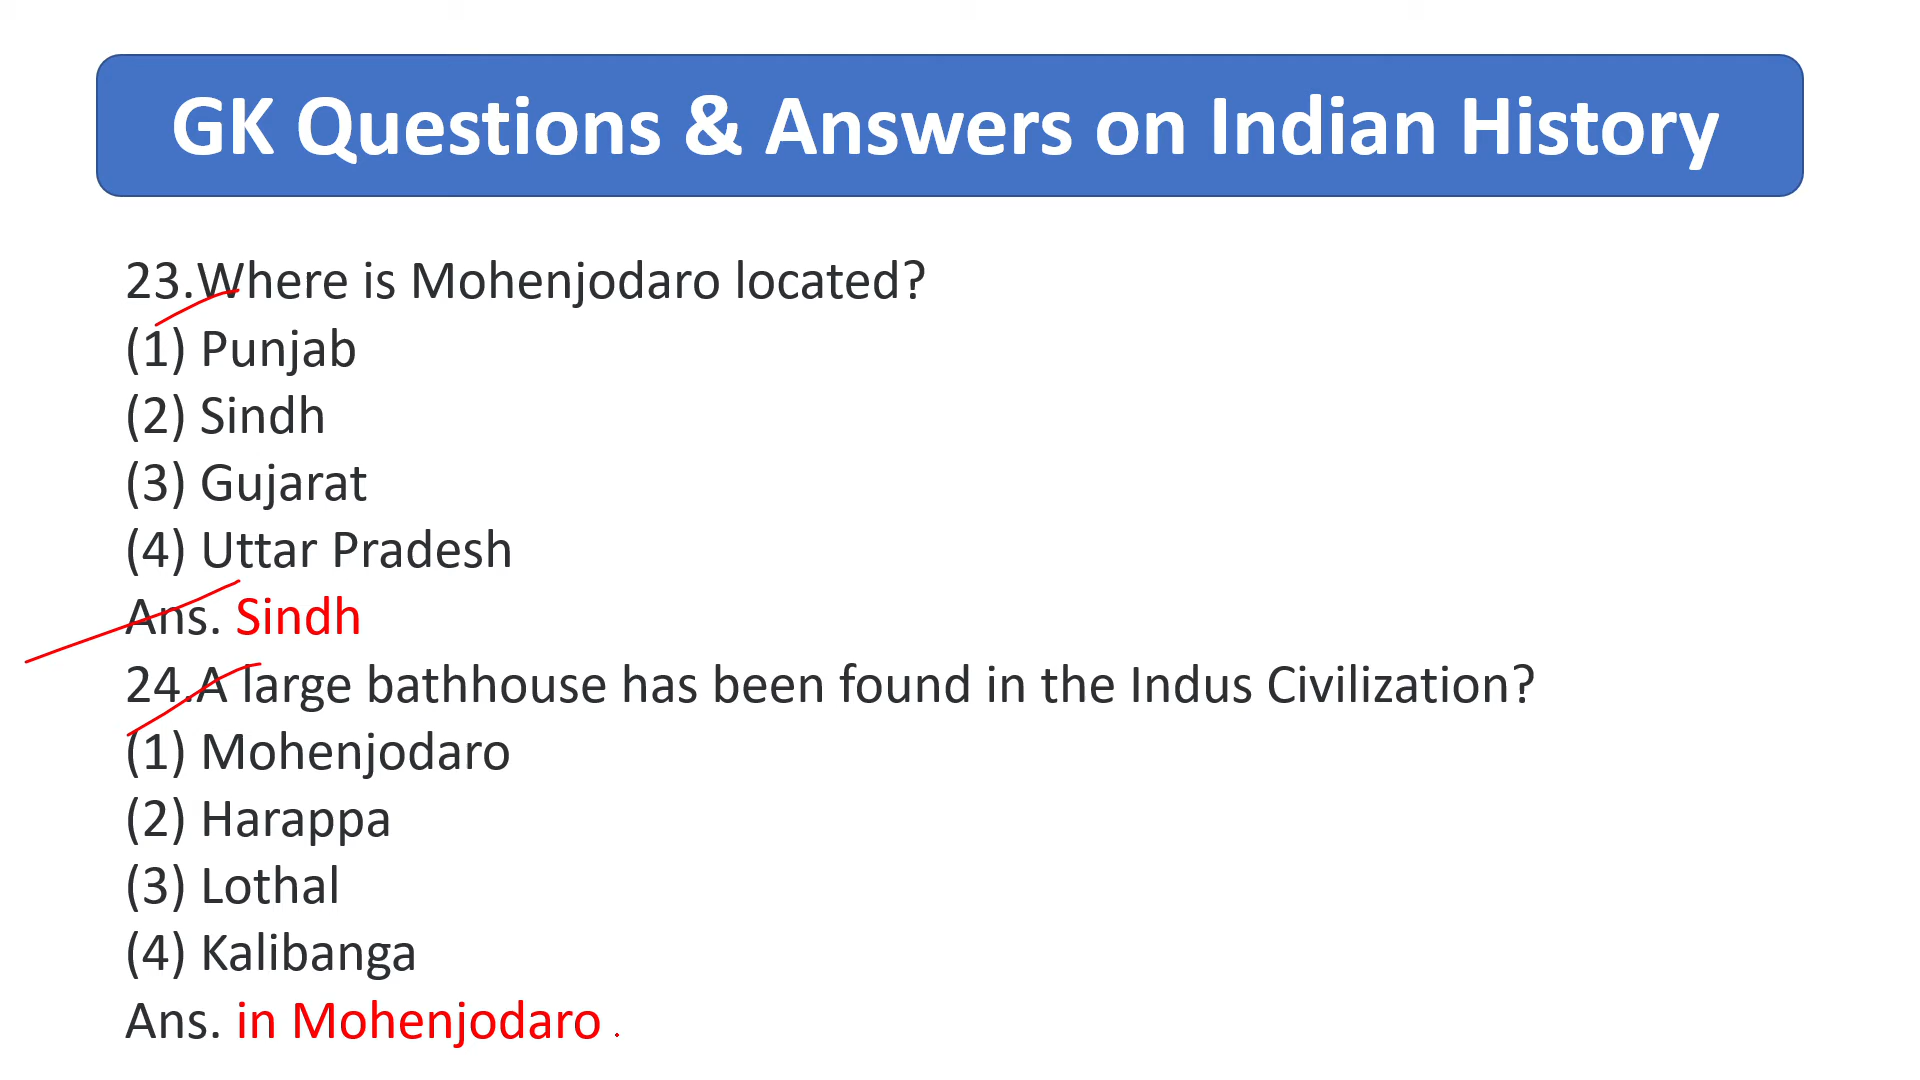 GK Questions & Answers on Indian History
23.Where is Mohenjodaro located?
(1) Punjab
(2) Sindh
(3) Gujarat
(4) Uttar Pradesh
Ans. Sindh
24.A large bathhouse has been found in the Indus Civilization?
(1) Mohenjodaro
(2) Harappa
(3) Lothal
(4) Kalibanga
Ans. in Mohenjodaro .